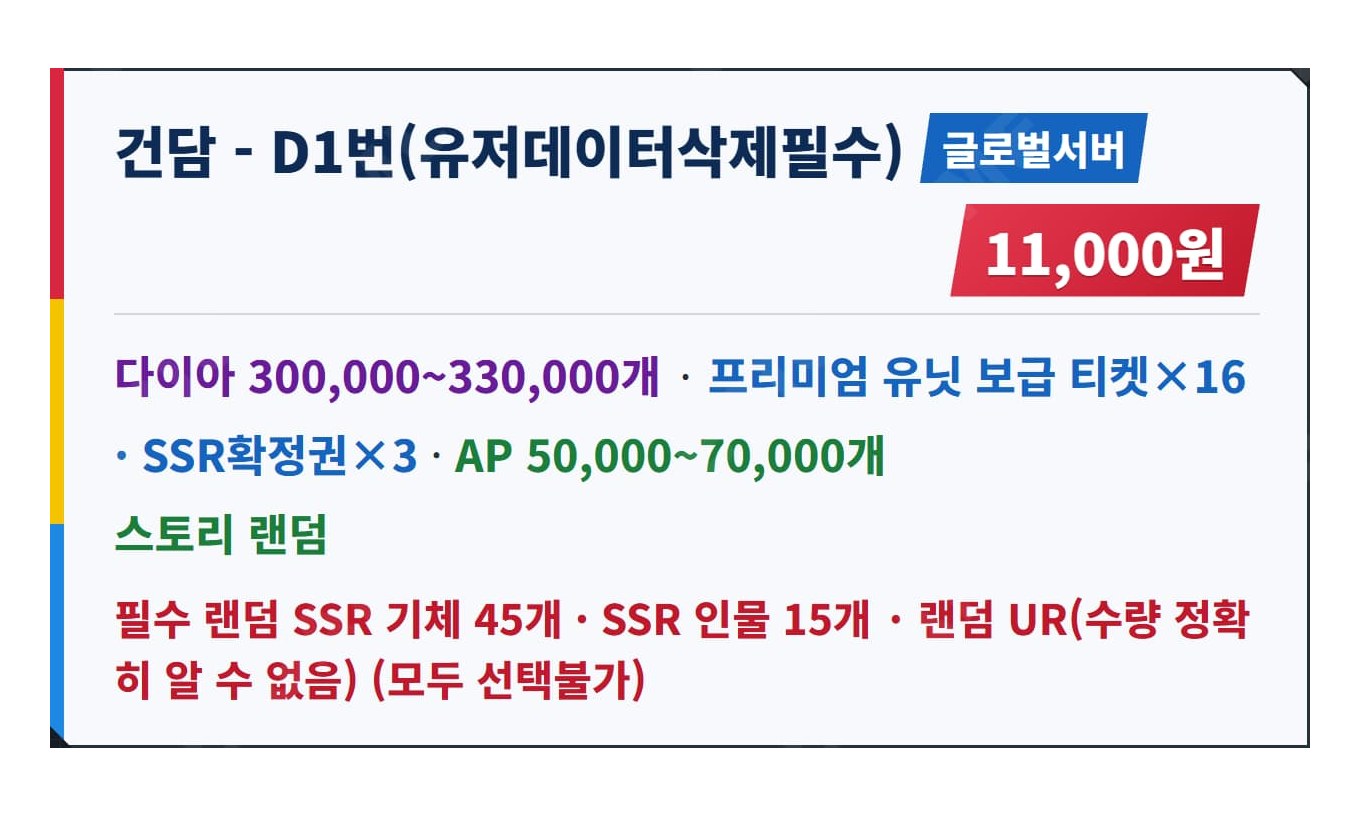 건담 - D1번(유저데이터삭제필수) 글로벌서버
11,000원
다이아 300,000~330,000개 · 프리미엄 유닛 보급 티켓×16
· SSR확정권×3 · AP 50,000~70,000개
스토리 랜덤
필수 랜덤 SSR 기체 45개 · SSR 인물 15개 · 랜덤 UR(수량 정확
히 알 수 없음) (모두 선택불가)